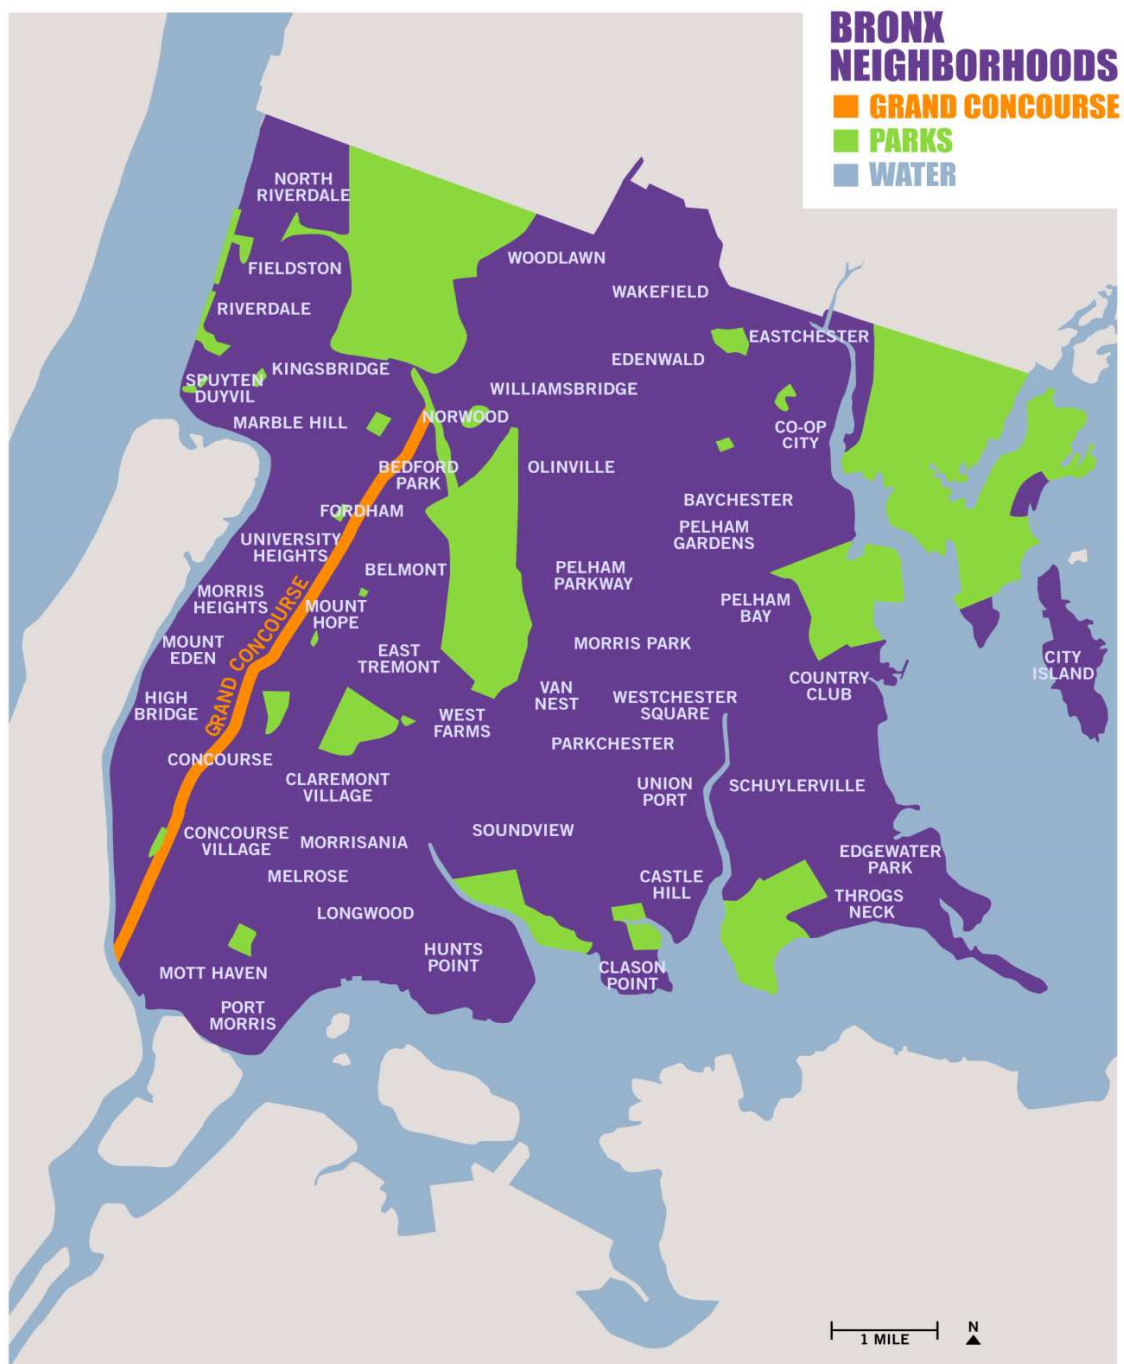 BRONX
NEIGHBORHOODS
GRAND CONCOURSE
PARKS
WATER
NORTH
RIVERDALE
WOODLAWN
FIELDSTON
WAKEFIELD
RIVERDALE
EASTCHESTER
EDENWALD
KINGSBRIDGE
SPUYTEN
DUYVIL
WILLIAMSBRIDGE
MARBLE HILL
NORWOOD
CO-OP
CITY
BEDFORD
PARK
OLINVILLE
BAYCHESTER
FORDHAM
PELHAM
GARDENS
UNIVERSITY
HEIGHTS
BELMONT
PELHAM
PARKWAY
MORRIS
HEIGHTS
MOUNT
HOPE
PELHAM
BAY
GRAND CONCOURSE
MOUNT
EDEN
EAST
TREMONT
MORRIS PARK
CITY
ISLAND
COUNTRY
CLUB
HIGH
BRIDGE
VAN
NEST
WESTCHESTER
SQUARE
WEST
FARMS
PARKCHESTER
CONCOURSE
CLAREMONT
VILLAGE
UNION
PORT
SCHUYLERVILLE
CONCOURSE
VILLAGE
MORRISANIA
SOUNDVIEW
EDGEWATER
PARK
MELROSE
CASTLE
HILL
THROGS
NECK
LONGWOOD
HUNTS
POINT
MOTT HAVEN
CLASON
POINT
PORT
MORRIS
1 MILE
N